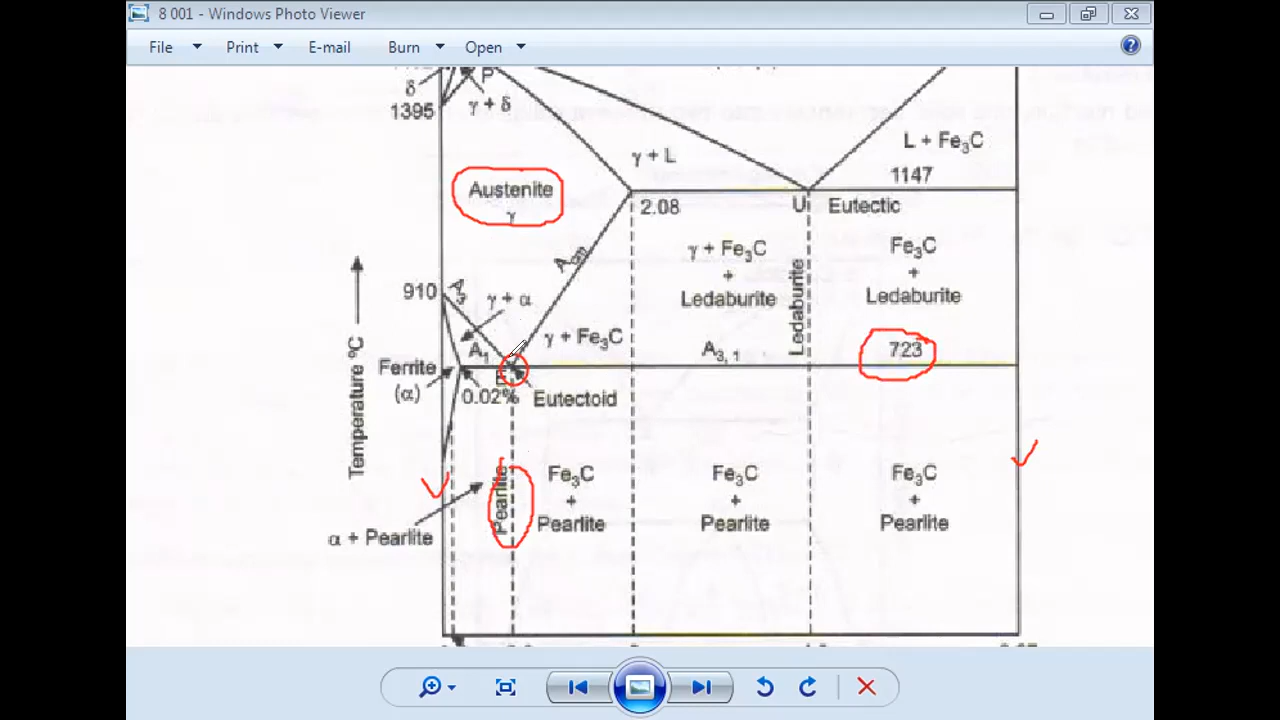 8 001 - Windows Photo Viewer
File Print E-mail Burn Open
δ
P
γ + δ
1395
γ + L
L + Fe₃C
1147
Austenite
γ
2.08
U
Eutectic
Acm
γ + Fe₃C
+
Ledaburite
Ledaburite
Fe₃C
+
Ledaburite
910
A₃
γ + α
γ + Fe₃C
A₁
A₃,₁
723
Temperature ºC
Ferrite
(α)
0.02%
E
Eutectoid
Pearlite
Fe₃C
+
Pearlite
Fe₃C
+
Pearlite
Fe₃C
+
Pearlite
α + Pearlite